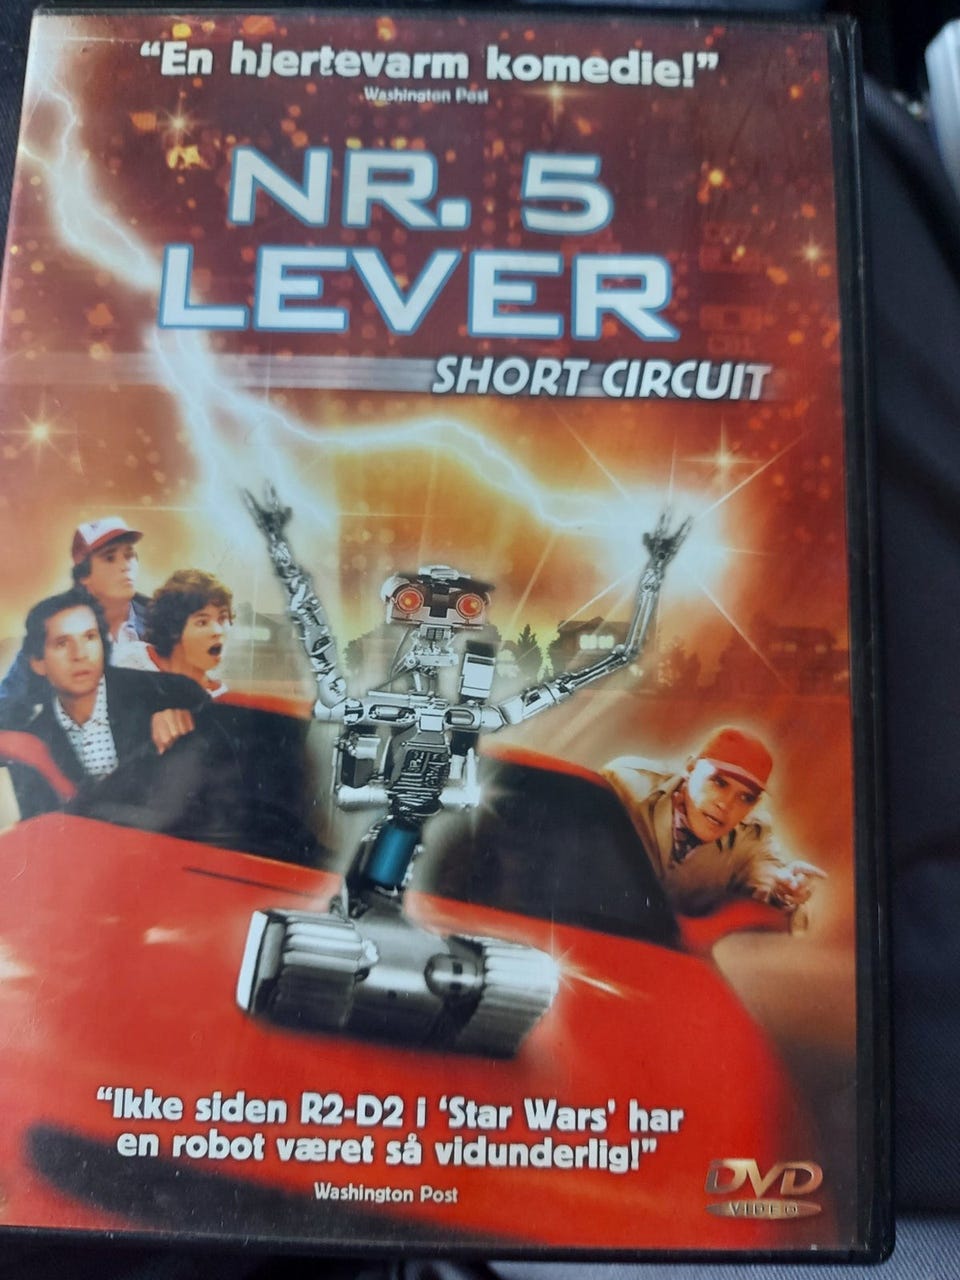 “En hjertevarm komedie!”
Washington Post
NR. 5
LEVER
SHORT CIRCUIT
“Ikke siden R2-D2 i ‘Star Wars’ har
en robot været så vidunderlig!”
Washington Post
DVD
VIDEO